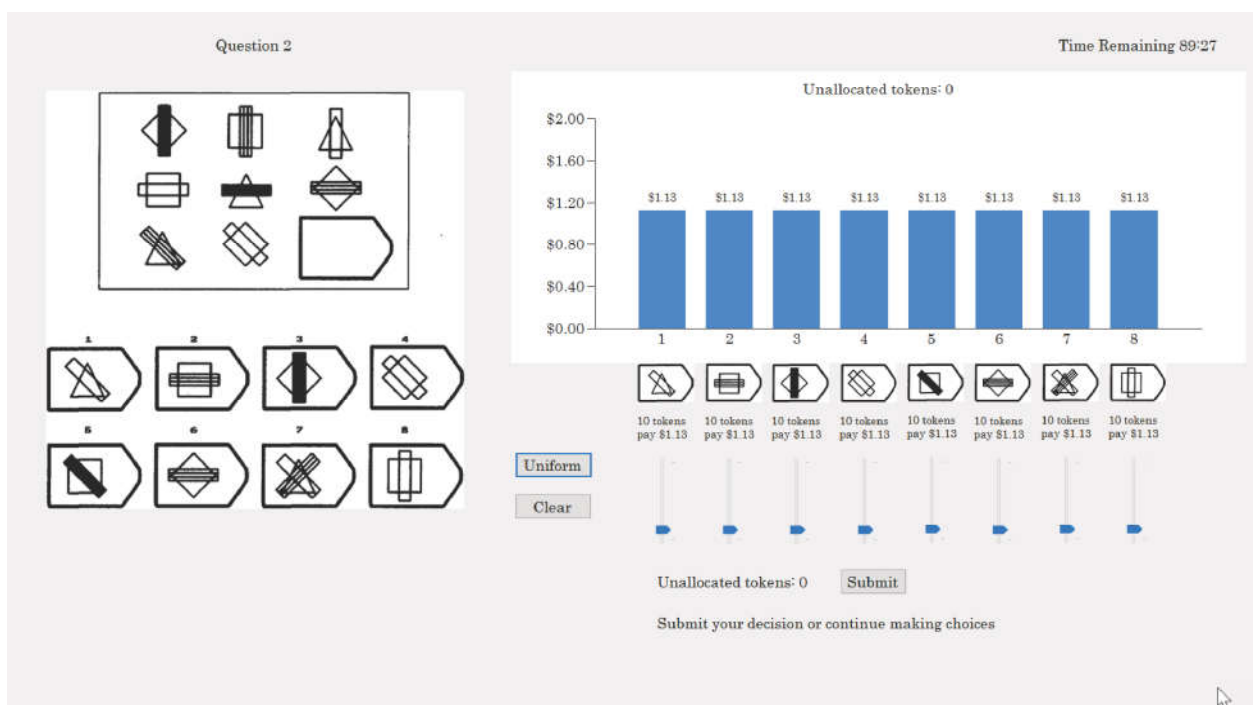 Question 2
Time Remaining 89:27
1 2 3 4
5 6 7 8
Unallocated tokens: 0
$2.00
$1.60
$1.20
$0.80
$0.40
$0.00
$1.13 $1.13 $1.13 $1.13 $1.13 $1.13 $1.13 $1.13
1 2 3 4 5 6 7 8
10 tokens 10 tokens 10 tokens 10 tokens 10 tokens 10 tokens 10 tokens 10 tokens
pay $1.13 pay $1.13 pay $1.13 pay $1.13 pay $1.13 pay $1.13 pay $1.13 pay $1.13
Uniform
Clear
Unallocated tokens: 0 Submit
Submit your decision or continue making choices